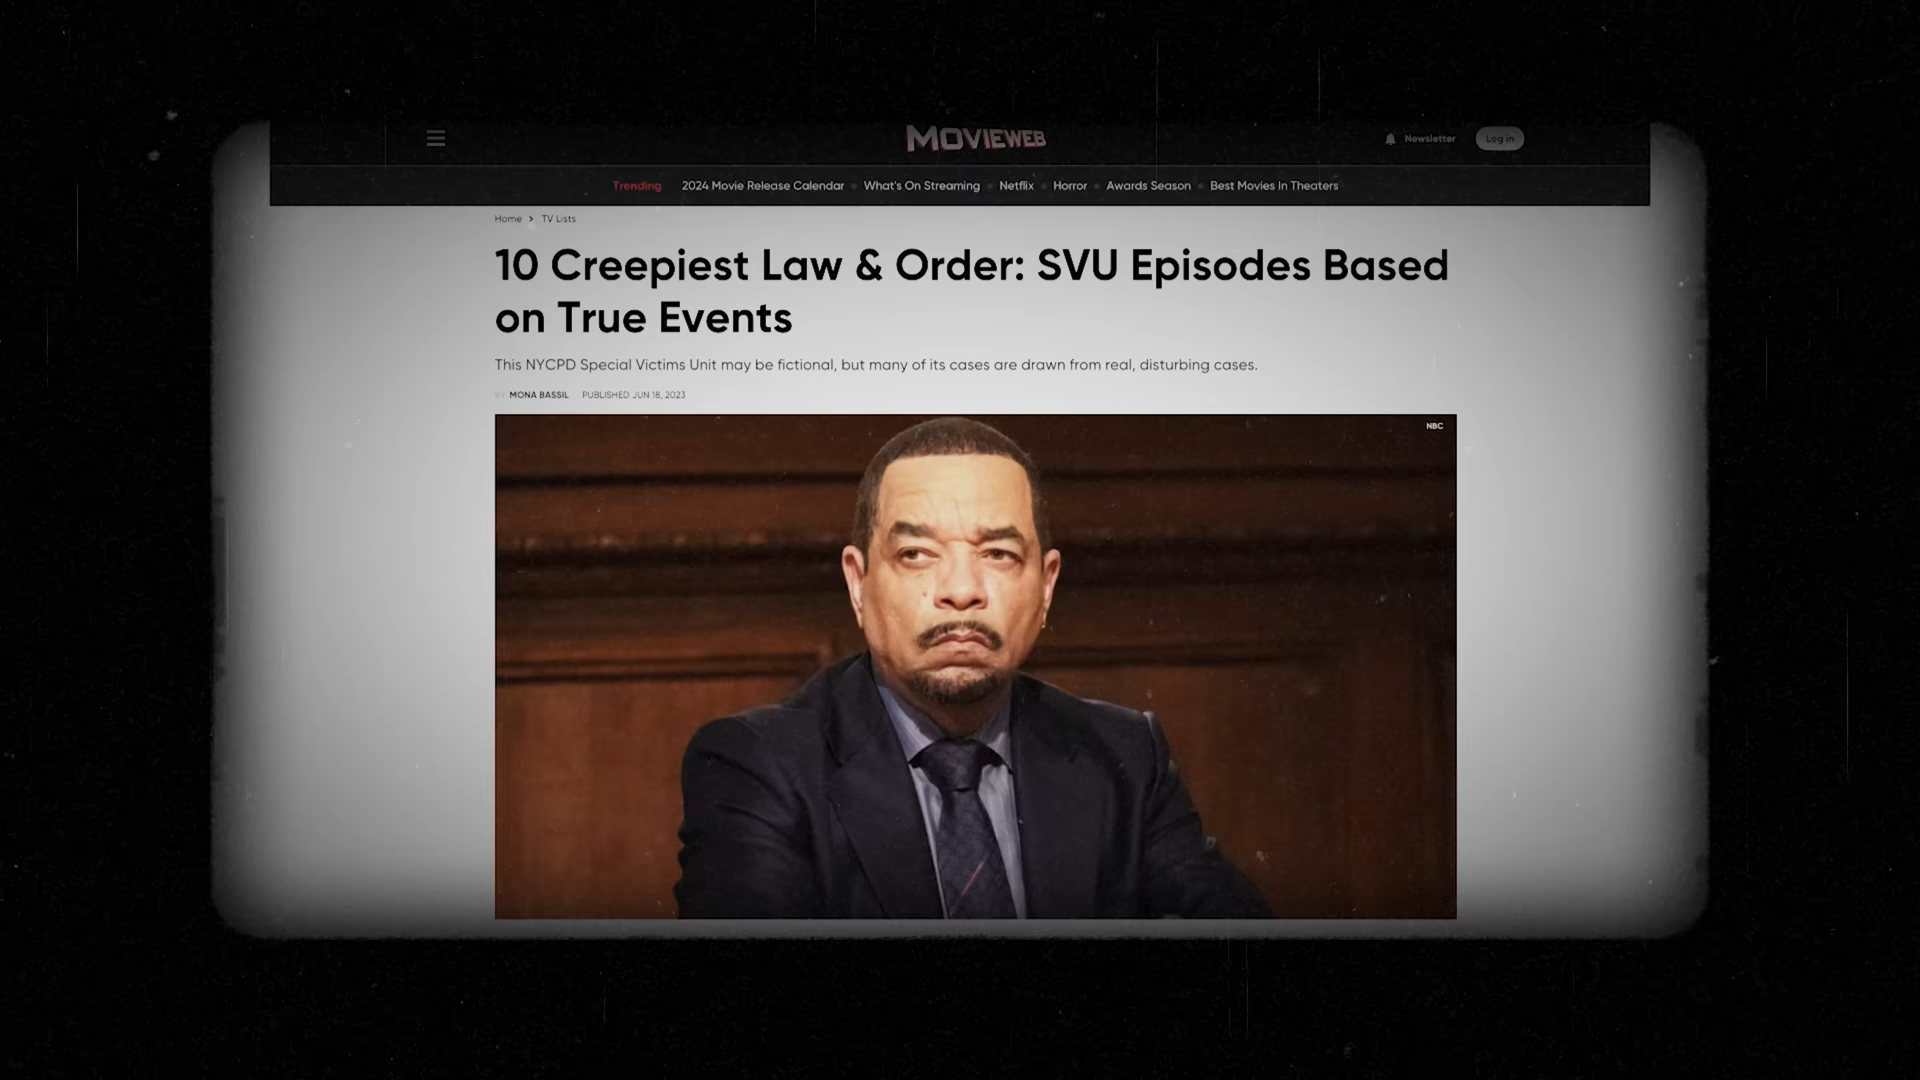 MOVIEWEB
Newsletter
Log in
Trending
2024 Movie Release Calendar
What's On Streaming
Netflix
Horror
Awards Season
Best Movies In Theaters
Home > TV Lists
10 Creepiest Law & Order: SVU Episodes Based
on True Events
This NYCPD Special Victims Unit may be fictional, but many of its cases are drawn from real, disturbing cases.
BY MONA BASSIL PUBLISHED JUN 18, 2023
NBC